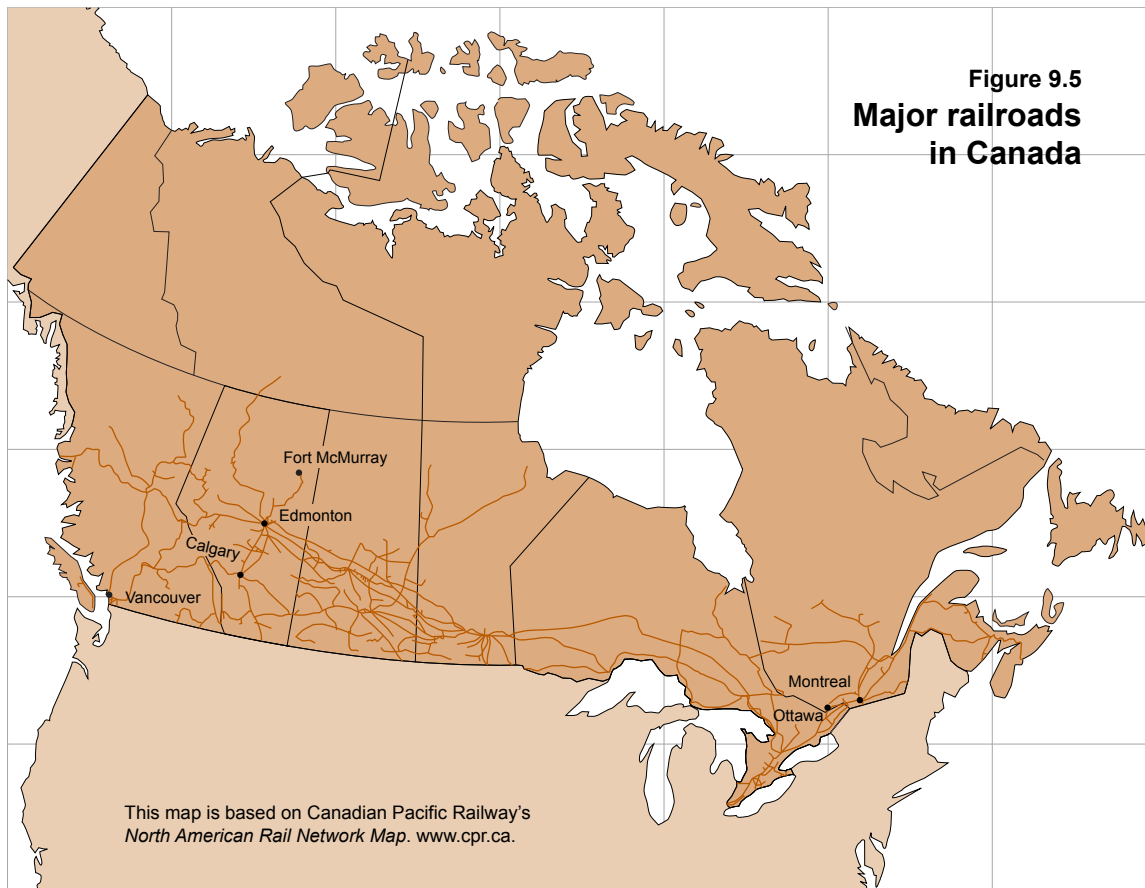 Figure 9.5
Major railroads
in Canada
Fort McMurray
Edmonton
Calgary
Vancouver
Montreal
Ottawa
This map is based on Canadian Pacific Railway’s
North American Rail Network Map. www.cpr.ca.